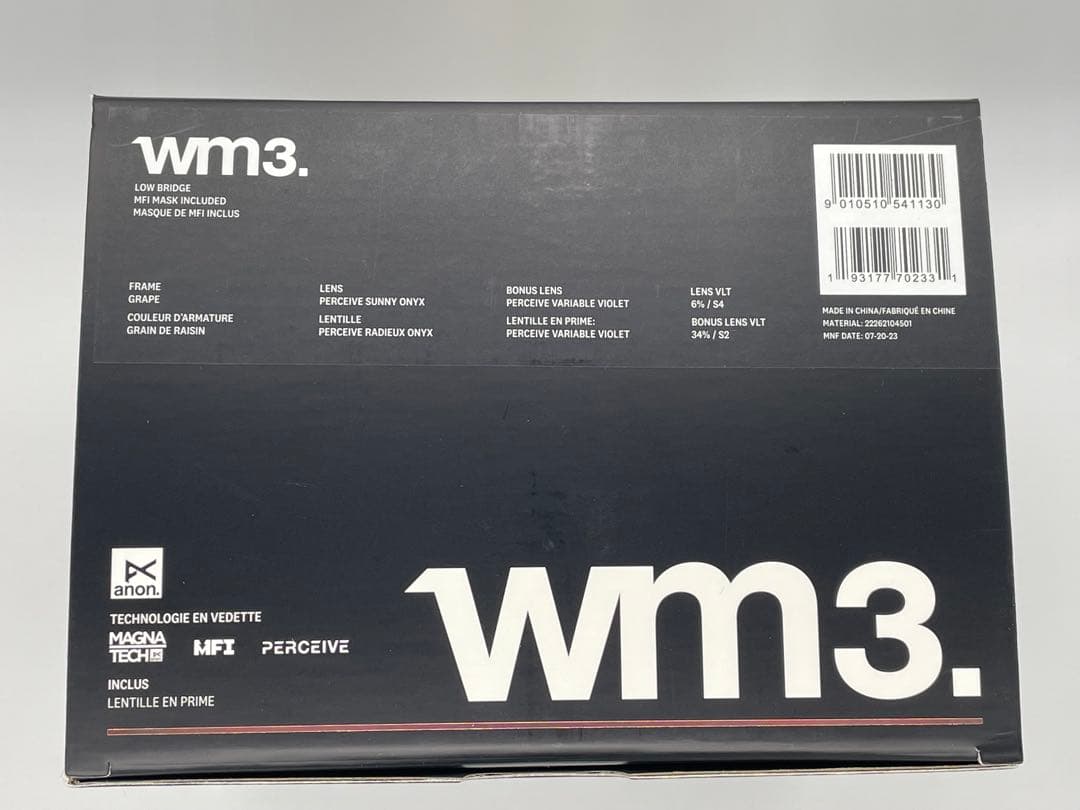 wm3.
LOW BRIDGE
MFI MASK INCLUDED
MASQUE DE MFI INCLUS
9 010510 541130
1 93177 70233 1
FRAME
GRAPE
COULEUR D'ARMATURE
GRAIN DE RAISIN
LENS
PERCEIVE SUNNY ONYX
LENTILLE
PERCEIVE RADIEUX ONYX
BONUS LENS
PERCEIVE VARIABLE VIOLET
LENTILLE EN PRIME:
PERCEIVE VARIABLE VIOLET
LENS VLT
6% / S4
BONUS LENS VLT
34% / S2
MADE IN CHINA/FABRIQUÉ EN CHINE
MATERIAL: 22262104501
MNF DATE: 07-20-23
anon.
TECHNOLOGIE EN VEDETTE
MAGNA
TECH
MFI
PERCEIVE
INCLUS
LENTILLE EN PRIME
wm3.